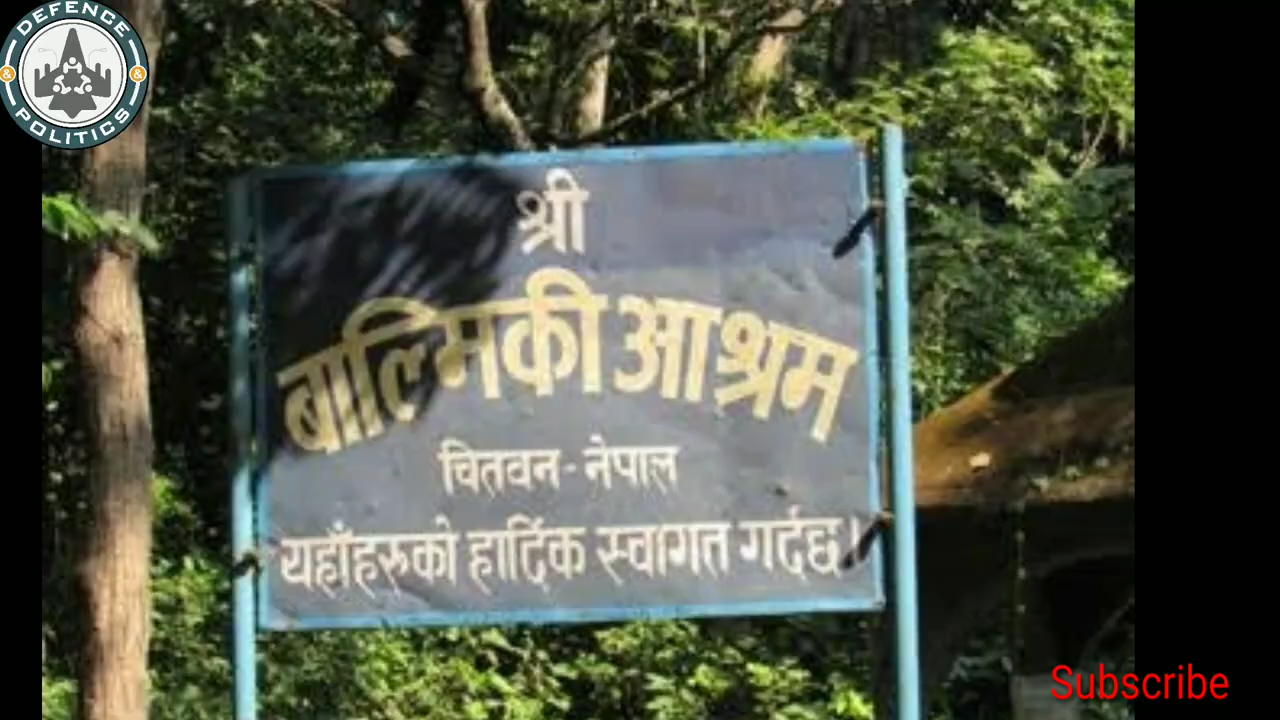 DEFENCE
& &
POLITICS
श्री
बाल्मिकी आश्रम
चितवन - नेपाल
यहाँहरुको हार्दिक स्वागत गर्दछ।
Subscribe